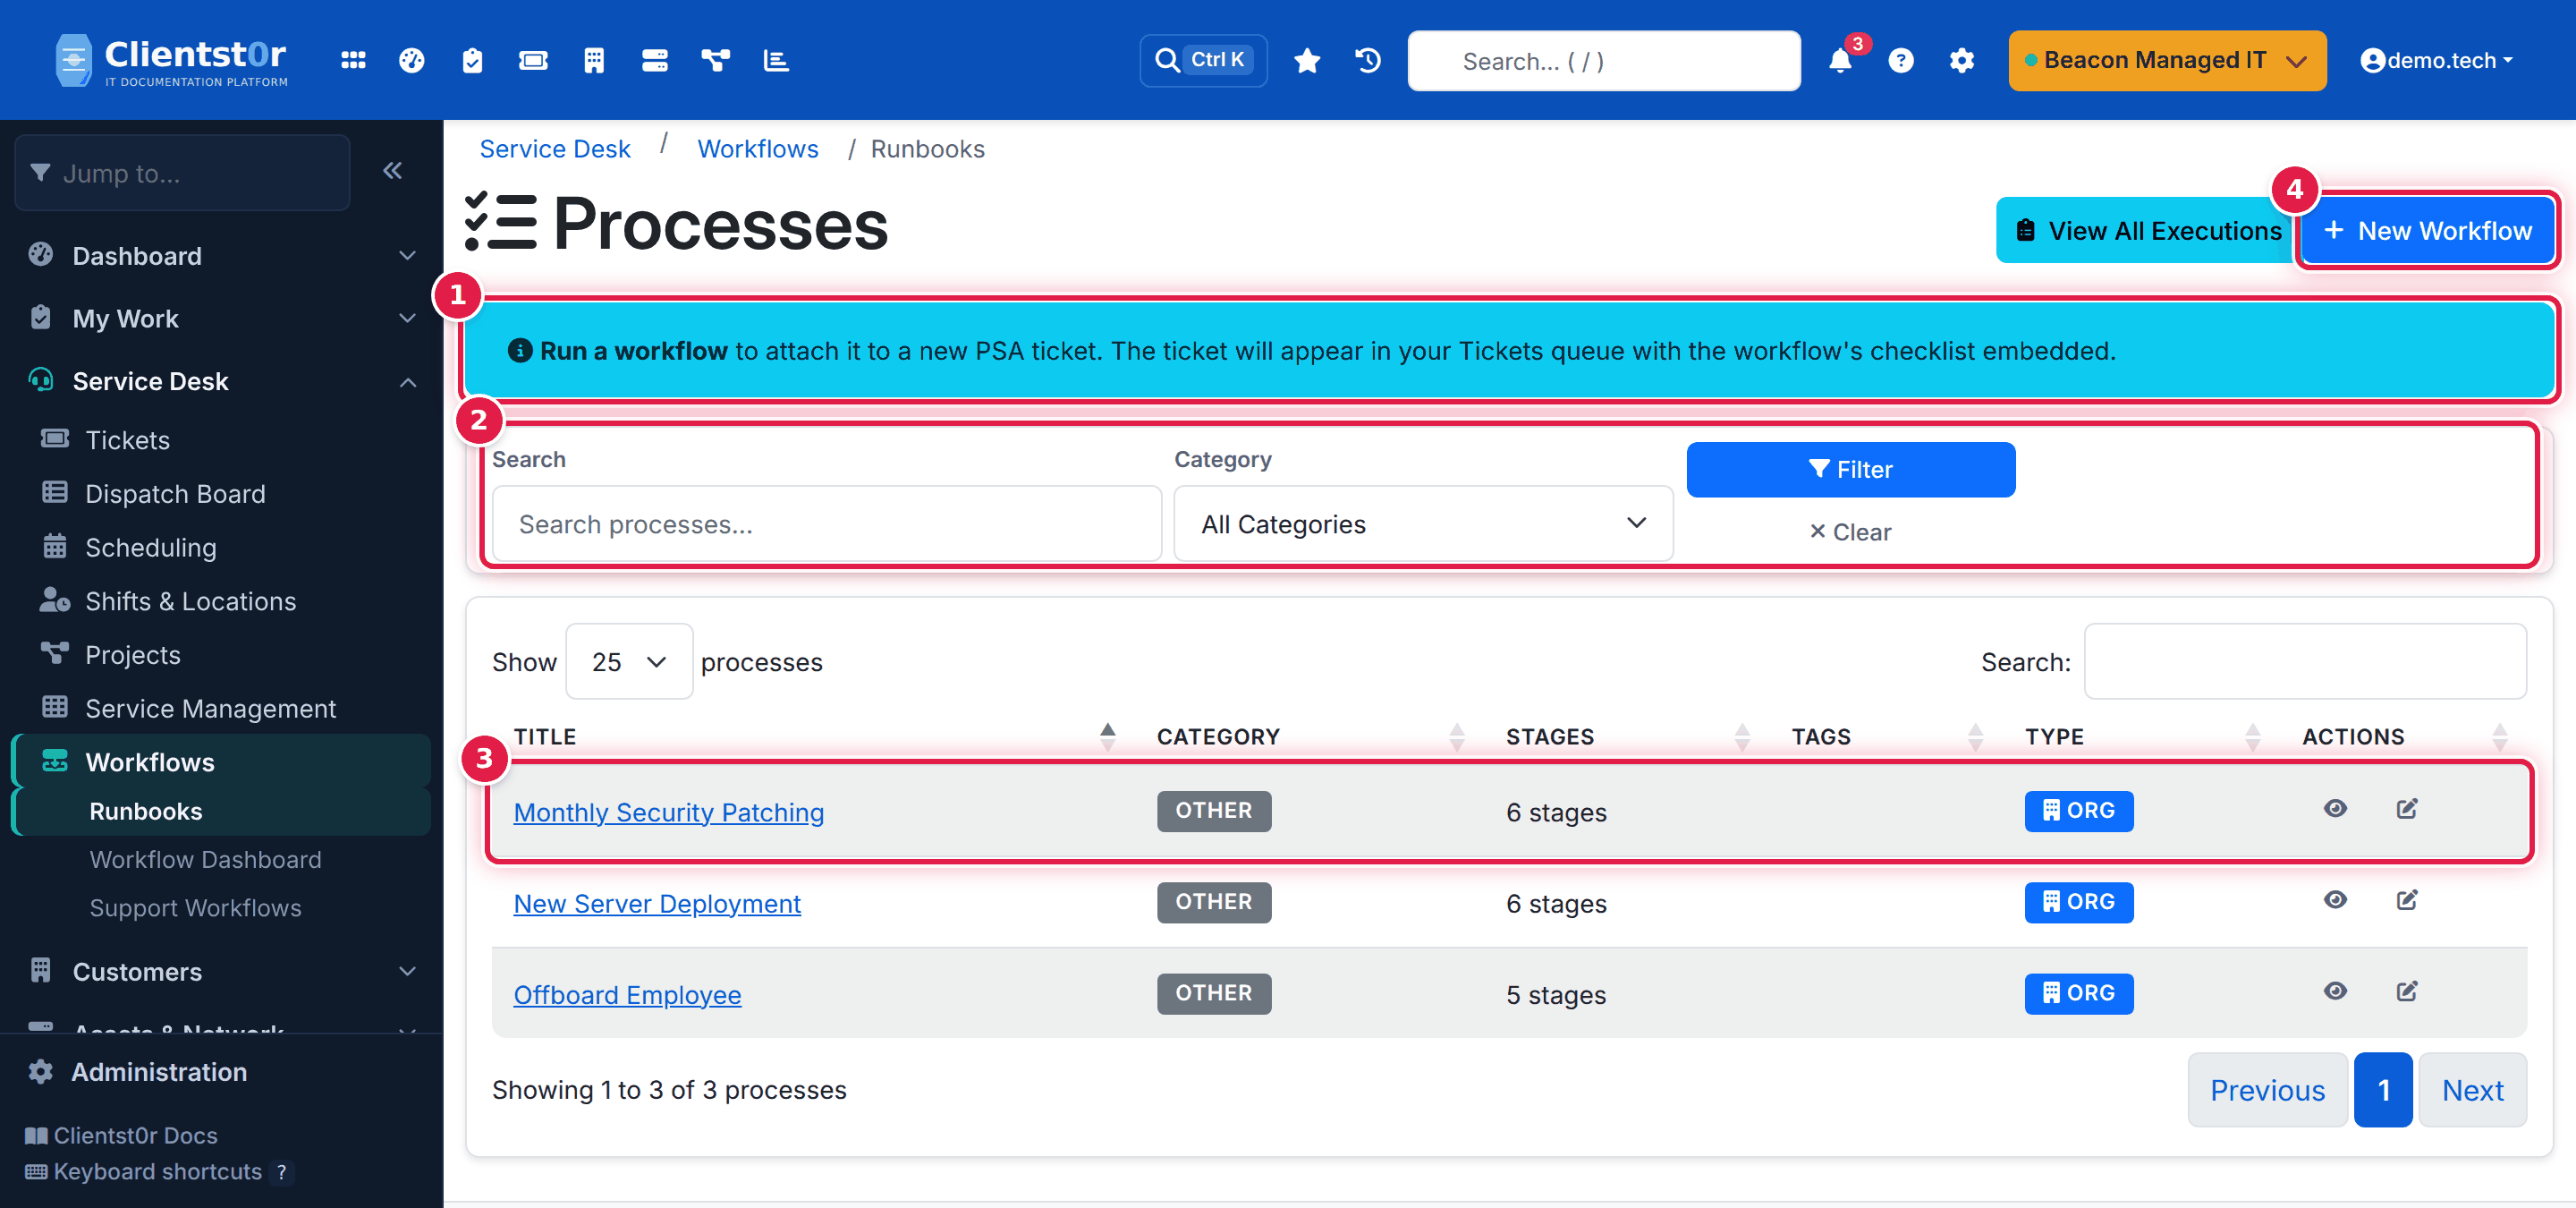 Clientst0r
IT DOCUMENTATION PLATFORM
Ctrl K
Search... ( / )
3
?
Beacon Managed IT
demo.tech
Jump to...
Dashboard
My Work
Service Desk
Tickets
Dispatch Board
Scheduling
Shifts & Locations
Projects
Service Management
Workflows
Runbooks
Workflow Dashboard
Support Workflows
Customers
Assets & Network
Administration
Clientst0r Docs
Keyboard shortcuts ?
Service Desk / Workflows / Runbooks
Processes
View All Executions
4
+ New Workflow
1
Run a workflow to attach it to a new PSA ticket. The ticket will appear in your Tickets queue with the workflow's checklist embedded.
2
Search
Category
Search processes...
All Categories
Filter
× Clear
Show 25 processes
Search:
TITLE CATEGORY STAGES TAGS TYPE ACTIONS
3
Monthly Security Patching OTHER 6 stages ORG
New Server Deployment OTHER 6 stages ORG
Offboard Employee OTHER 5 stages ORG
Showing 1 to 3 of 3 processes
Previous 1 Next